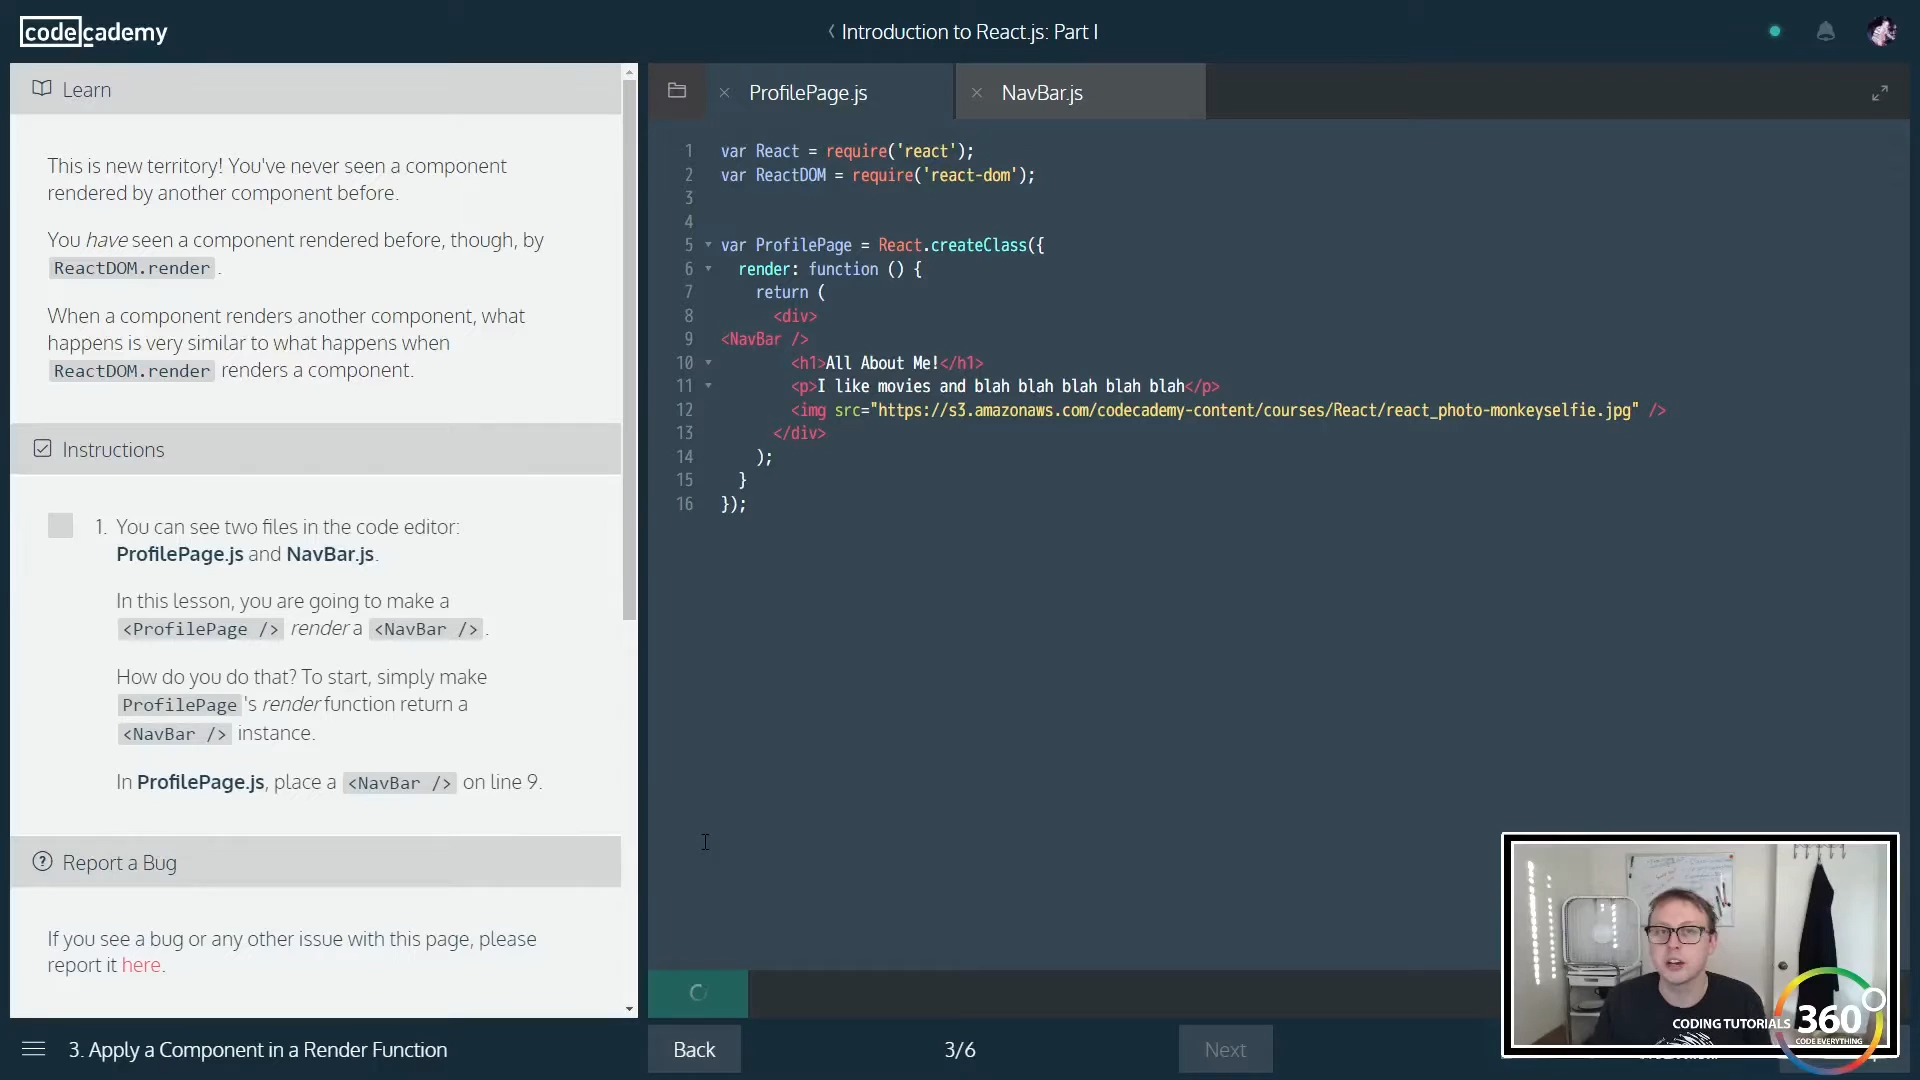 codecademy
Introduction to React.js: Part I
Learn
This is new territory! You've never seen a component
rendered by another component before.
You have seen a component rendered before, though, by
ReactDOM.render.
When a component renders another component, what
happens is very similar to what happens when
ReactDOM.render renders a component.
Instructions
1. You can see two files in the code editor:
ProfilePage.js and NavBar.js.
In this lesson, you are going to make a
<ProfilePage /> render a <NavBar />.
How do you do that? To start, simply make
ProfilePage's render function return a
<NavBar /> instance.
In ProfilePage.js, place a <NavBar /> on line 9.
Report a Bug
If you see a bug or any other issue with this page, please
report it here.
3. Apply a Component in a Render Function
ProfilePage.js
NavBar.js
1 var React = require('react');
2 var ReactDOM = require('react-dom');
3
4
5 var ProfilePage = React.createClass({
6 render: function () {
7 return (
8 <div>
9 <NavBar />
10 <h1>All About Me!</h1>
11 <p>I like movies and blah blah blah blah blah</p>
12 <img src="https://s3.amazonaws.com/codecademy-content/courses/React/react_photo-monkeyselfie.jpg" />
13 </div>
14 );
15 }
16 });
Back
3/6
Next
CODING TUTORIALS 360
CODE EVERYTHING